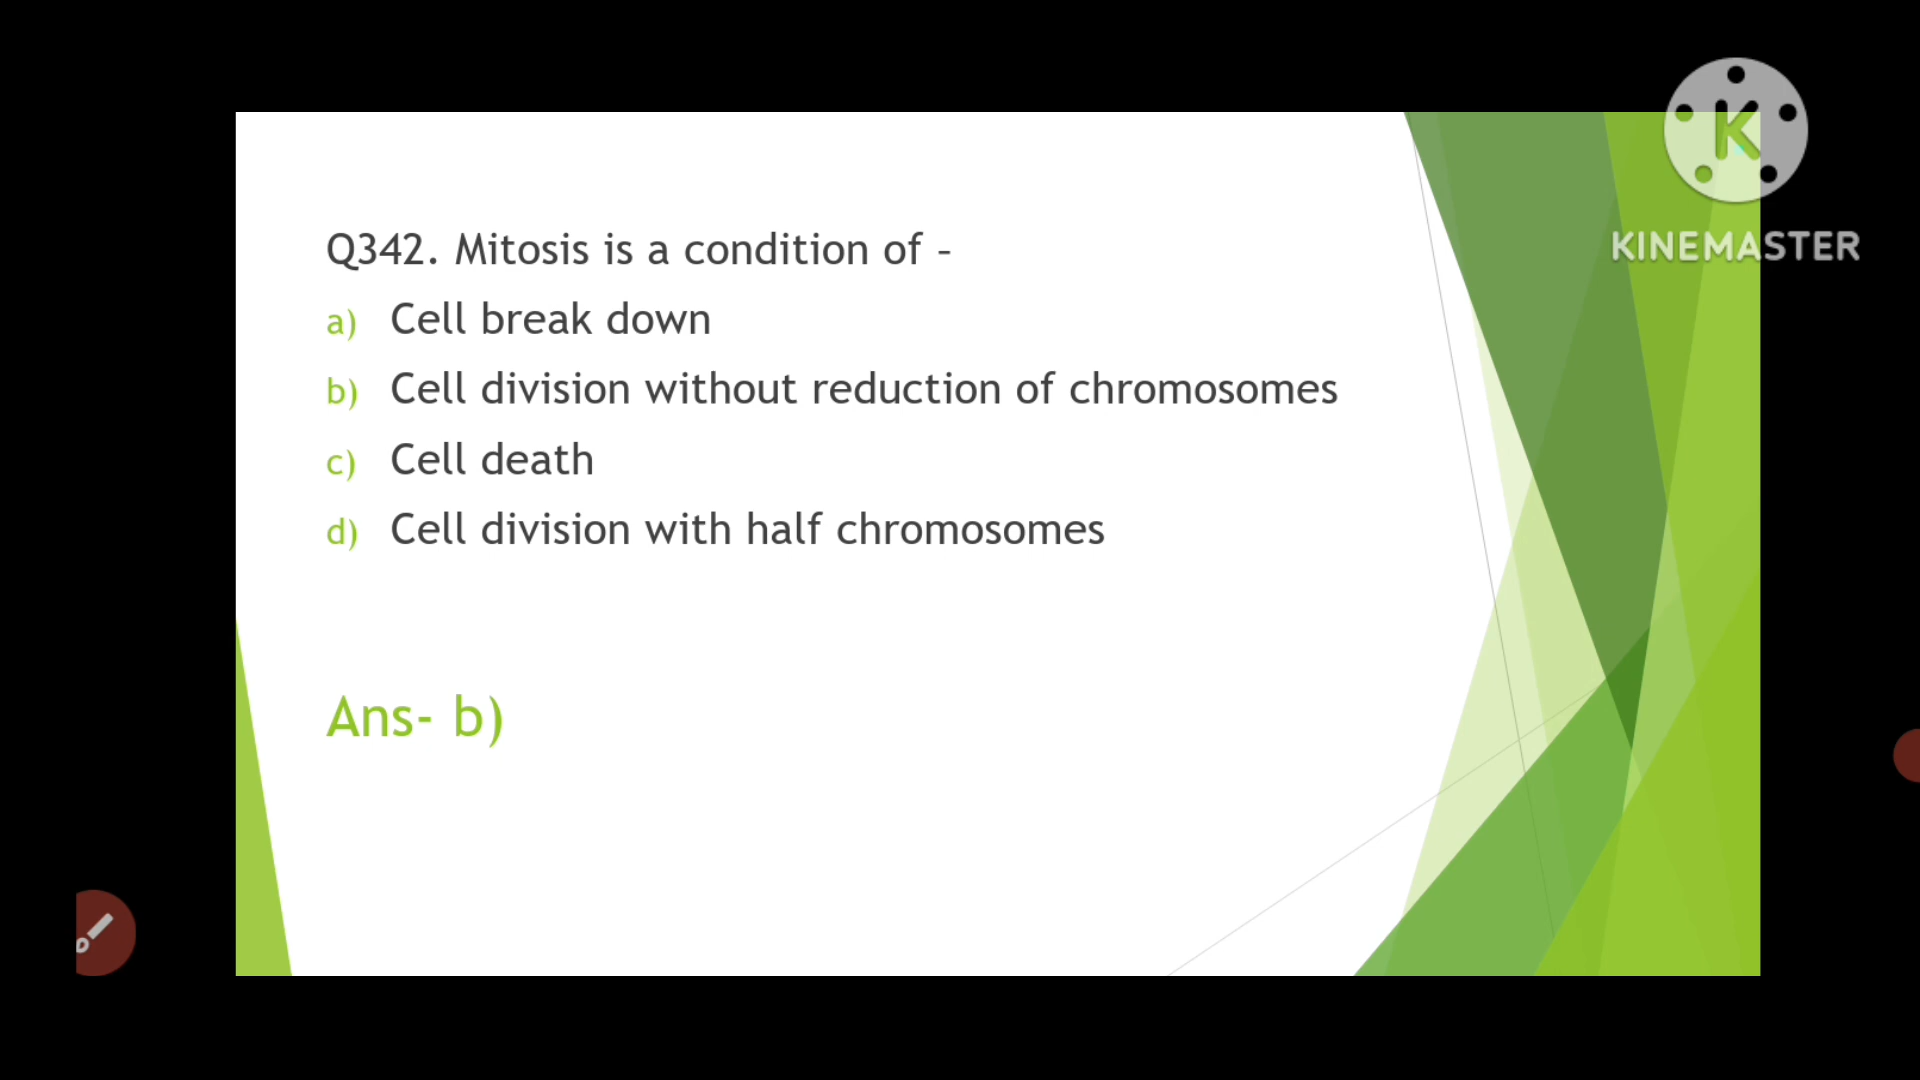 K
KINEMASTER
Q342. Mitosis is a condition of –
a) Cell break down
b) Cell division without reduction of chromosomes
c) Cell death
d) Cell division with half chromosomes
Ans- b)